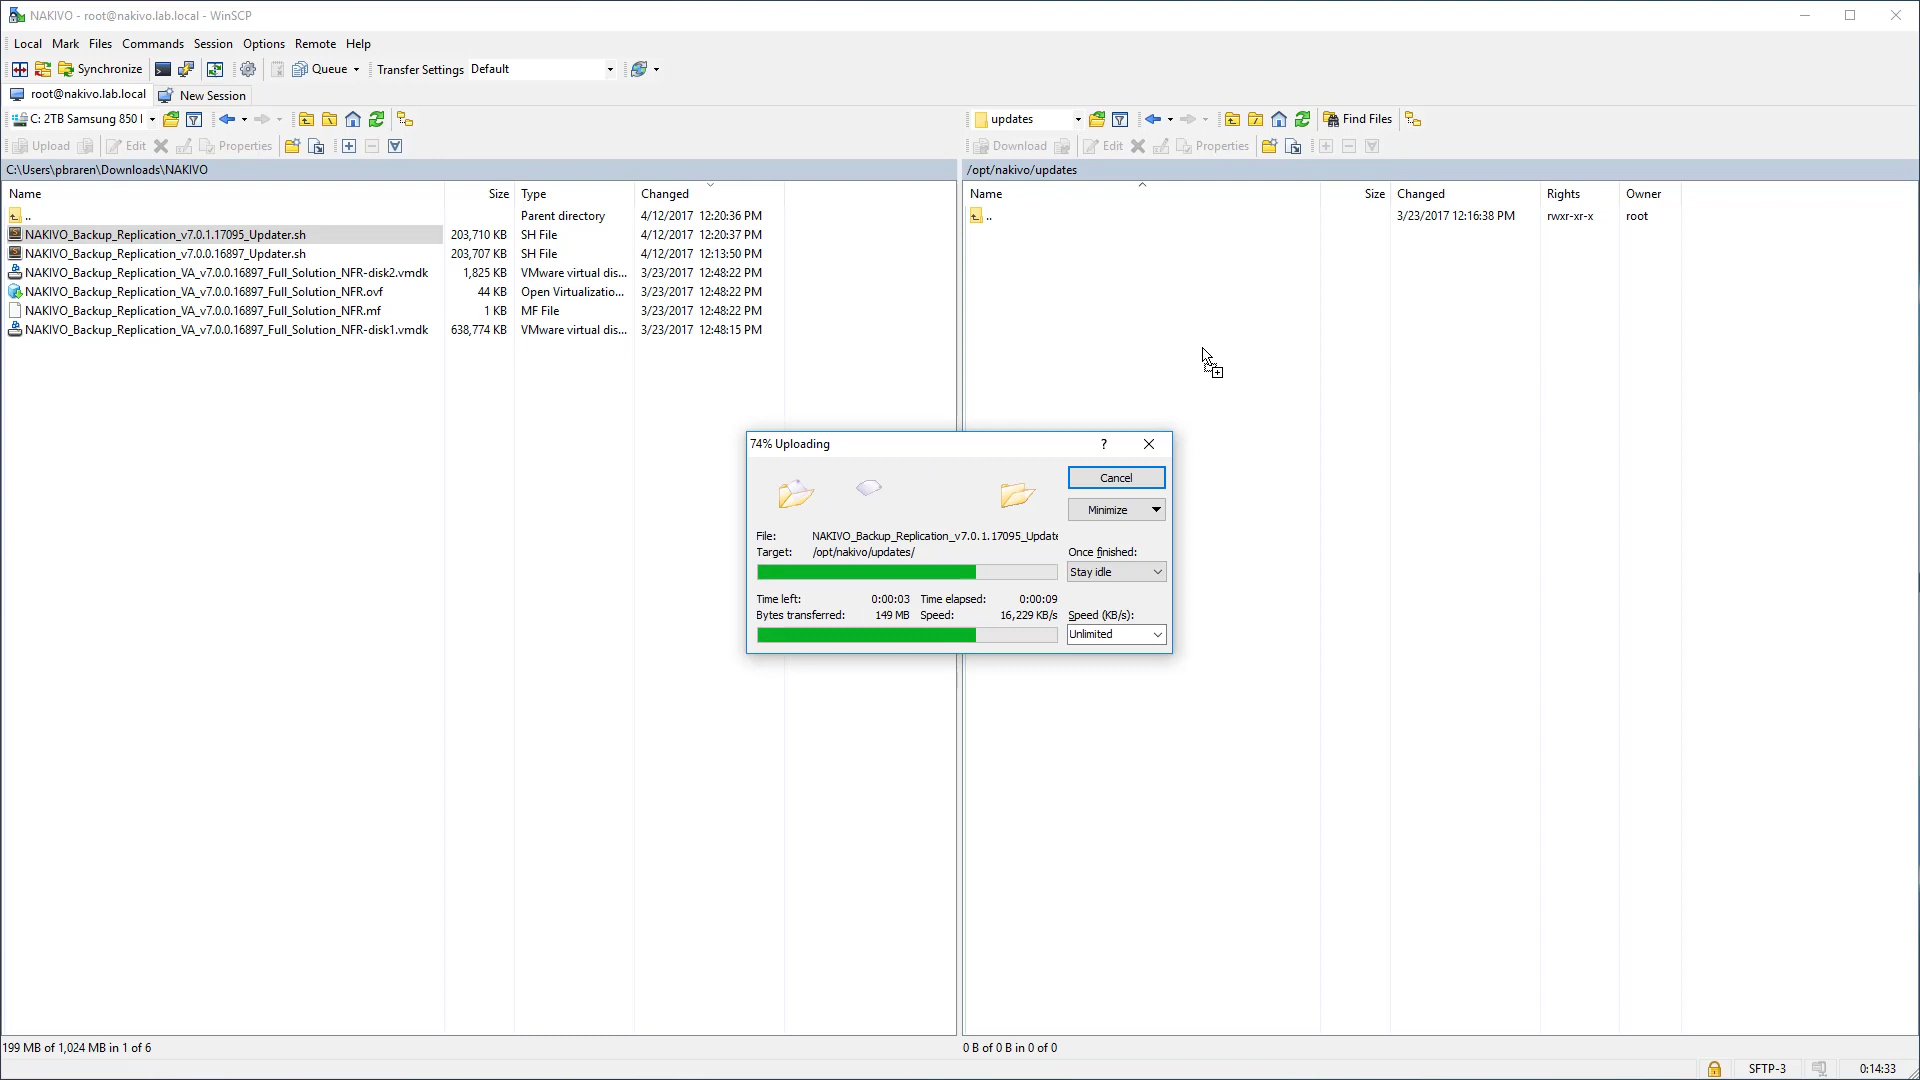 NAKIVO - root@nakivo.lab.local - WinSCP
Local Mark Files Commands Session Options Remote Help
Synchronize Queue Transfer Settings Default
root@nakivo.lab.local New Session
C: 2TB Samsung 850 updates Find Files
Upload Edit Properties Download Edit Properties
C:\Users\pbraren\Downloads\NAKIVO /opt/nakivo/updates
Name Size Type Changed Name Size Changed Rights Owner
.. Parent directory 4/12/2017 12:20:36 PM .. 3/23/2017 12:16:38 PM rwxr-xr-x root
NAKIVO_Backup_Replication_v7.0.1.17095_Updater.sh 203,710 KB SH File 4/12/2017 12:20:37 PM
NAKIVO_Backup_Replication_v7.0.0.16897_Updater.sh 203,707 KB SH File 4/12/2017 12:13:50 PM
NAKIVO_Backup_Replication_VA_v7.0.0.16897_Full_Solution_NFR-disk2.vmdk 1,825 KB VMware virtual dis... 3/23/2017 12:48:22 PM
NAKIVO_Backup_Replication_VA_v7.0.0.16897_Full_Solution_NFR.ovf 44 KB Open Virtualizatio... 3/23/2017 12:48:22 PM
NAKIVO_Backup_Replication_VA_v7.0.0.16897_Full_Solution_NFR.mf 1 KB MF File 3/23/2017 12:48:22 PM
NAKIVO_Backup_Replication_VA_v7.0.0.16897_Full_Solution_NFR-disk1.vmdk 638,774 KB VMware virtual dis... 3/23/2017 12:48:15 PM
74% Uploading ?
Cancel
Minimize
File: NAKIVO_Backup_Replication_v7.0.1.17095_Update
Target: /opt/nakivo/updates/ Once finished:
Stay idle
Time left: 0:00:03 Time elapsed: 0:00:09
Bytes transferred: 149 MB Speed: 16,229 KB/s Speed (KB/s):
Unlimited
199 MB of 1,024 MB in 1 of 6 0 B of 0 B in 0 of 0
SFTP-3 0:14:33